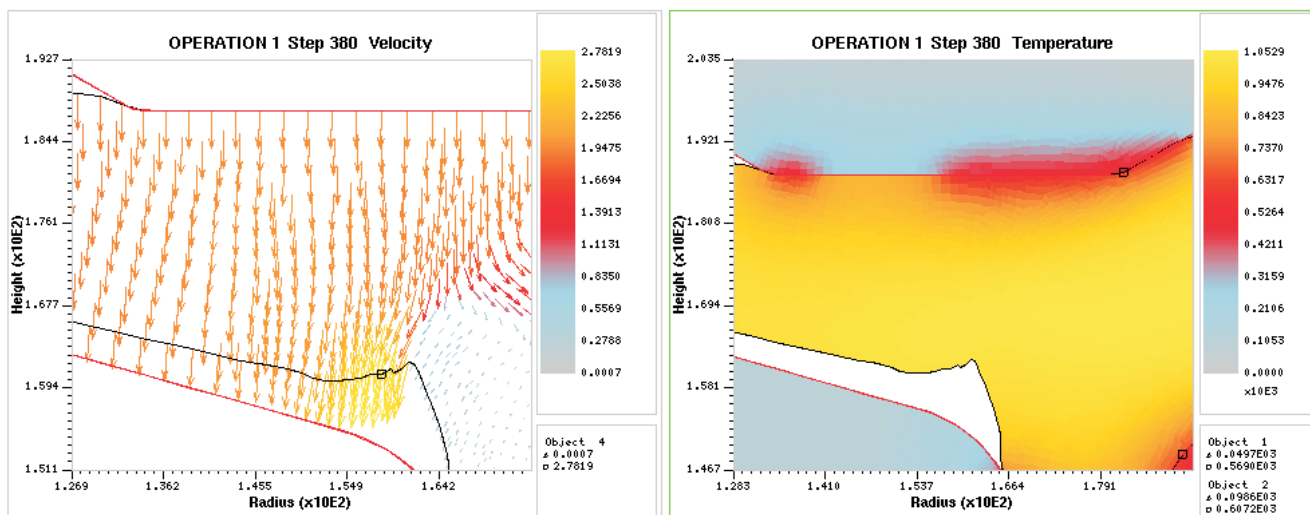 OPERATION 1 Step 380 Velocity
1.927
1.844
1.761
1.677
1.594
1.511
Height (x10E2)
1.269 1.362 1.455 1.549 1.642
Radius (x10E2)
2.7819
2.5038
2.2256
1.9475
1.6694
1.3913
1.1131
0.8350
0.5569
0.2788
0.0007
Object 4
0.0007
2.7819
OPERATION 1 Step 380 Temperature
2.035
1.921
1.808
1.694
1.581
1.467
Height (x10E2)
1.283 1.410 1.537 1.664 1.791
Radius (x10E2)
1.0529
0.9476
0.8423
0.7370
0.6317
0.5264
0.4211
0.3159
0.2106
0.1053
0.0000
x10E3
Object 1
0.0497E03
0.5690E03
Object 2
0.0986E03
0.6072E03